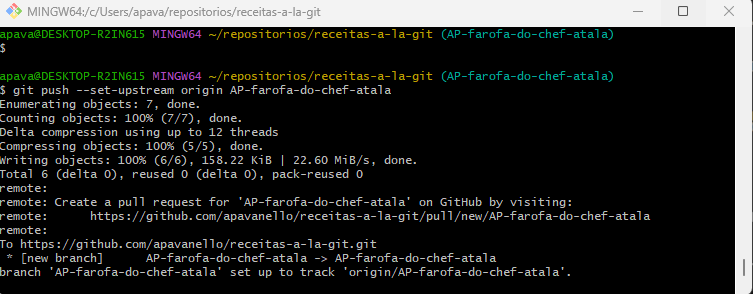 MINGW64:/c/Users/apava/repositorios/receitas-a-la-git
apava@DESKTOP-R2IN615 MINGW64 ~/repositorios/receitas-a-la-git (AP-farofa-do-chef-atala)
$
apava@DESKTOP-R2IN615 MINGW64 ~/repositorios/receitas-a-la-git (AP-farofa-do-chef-atala)
$ git push --set-upstream origin AP-farofa-do-chef-atala
Enumerating objects: 7, done.
Counting objects: 100% (7/7), done.
Delta compression using up to 12 threads
Compressing objects: 100% (5/5), done.
Writing objects: 100% (6/6), 158.22 KiB | 22.60 MiB/s, done.
Total 6 (delta 0), reused 0 (delta 0), pack-reused 0
remote:
remote: Create a pull request for 'AP-farofa-do-chef-atala' on GitHub by visiting:
remote:      https://github.com/apavanello/receitas-a-la-git/pull/new/AP-farofa-do-chef-atala
remote:
To https://github.com/apavanello/receitas-a-la-git.git
 * [new branch]      AP-farofa-do-chef-atala -> AP-farofa-do-chef-atala
branch 'AP-farofa-do-chef-atala' set up to track 'origin/AP-farofa-do-chef-atala'.